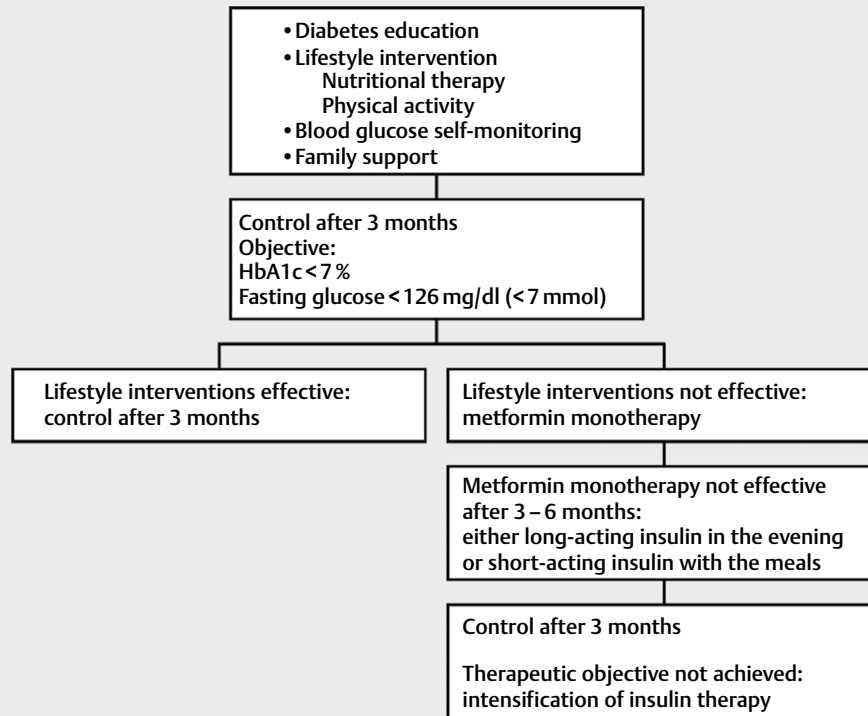 • Diabetes education
• Lifestyle intervention
Nutritional therapy
Physical activity
• Blood glucose self-monitoring
• Family support
Control after 3 months
Objective:
HbA1c < 7 %
Fasting glucose < 126 mg/dl (< 7 mmol)
Lifestyle interventions effective:
control after 3 months
Lifestyle interventions not effective:
metformin monotherapy
Metformin monotherapy not effective
after 3 – 6 months:
either long-acting insulin in the evening
or short-acting insulin with the meals
Control after 3 months
Therapeutic objective not achieved:
intensification of insulin therapy